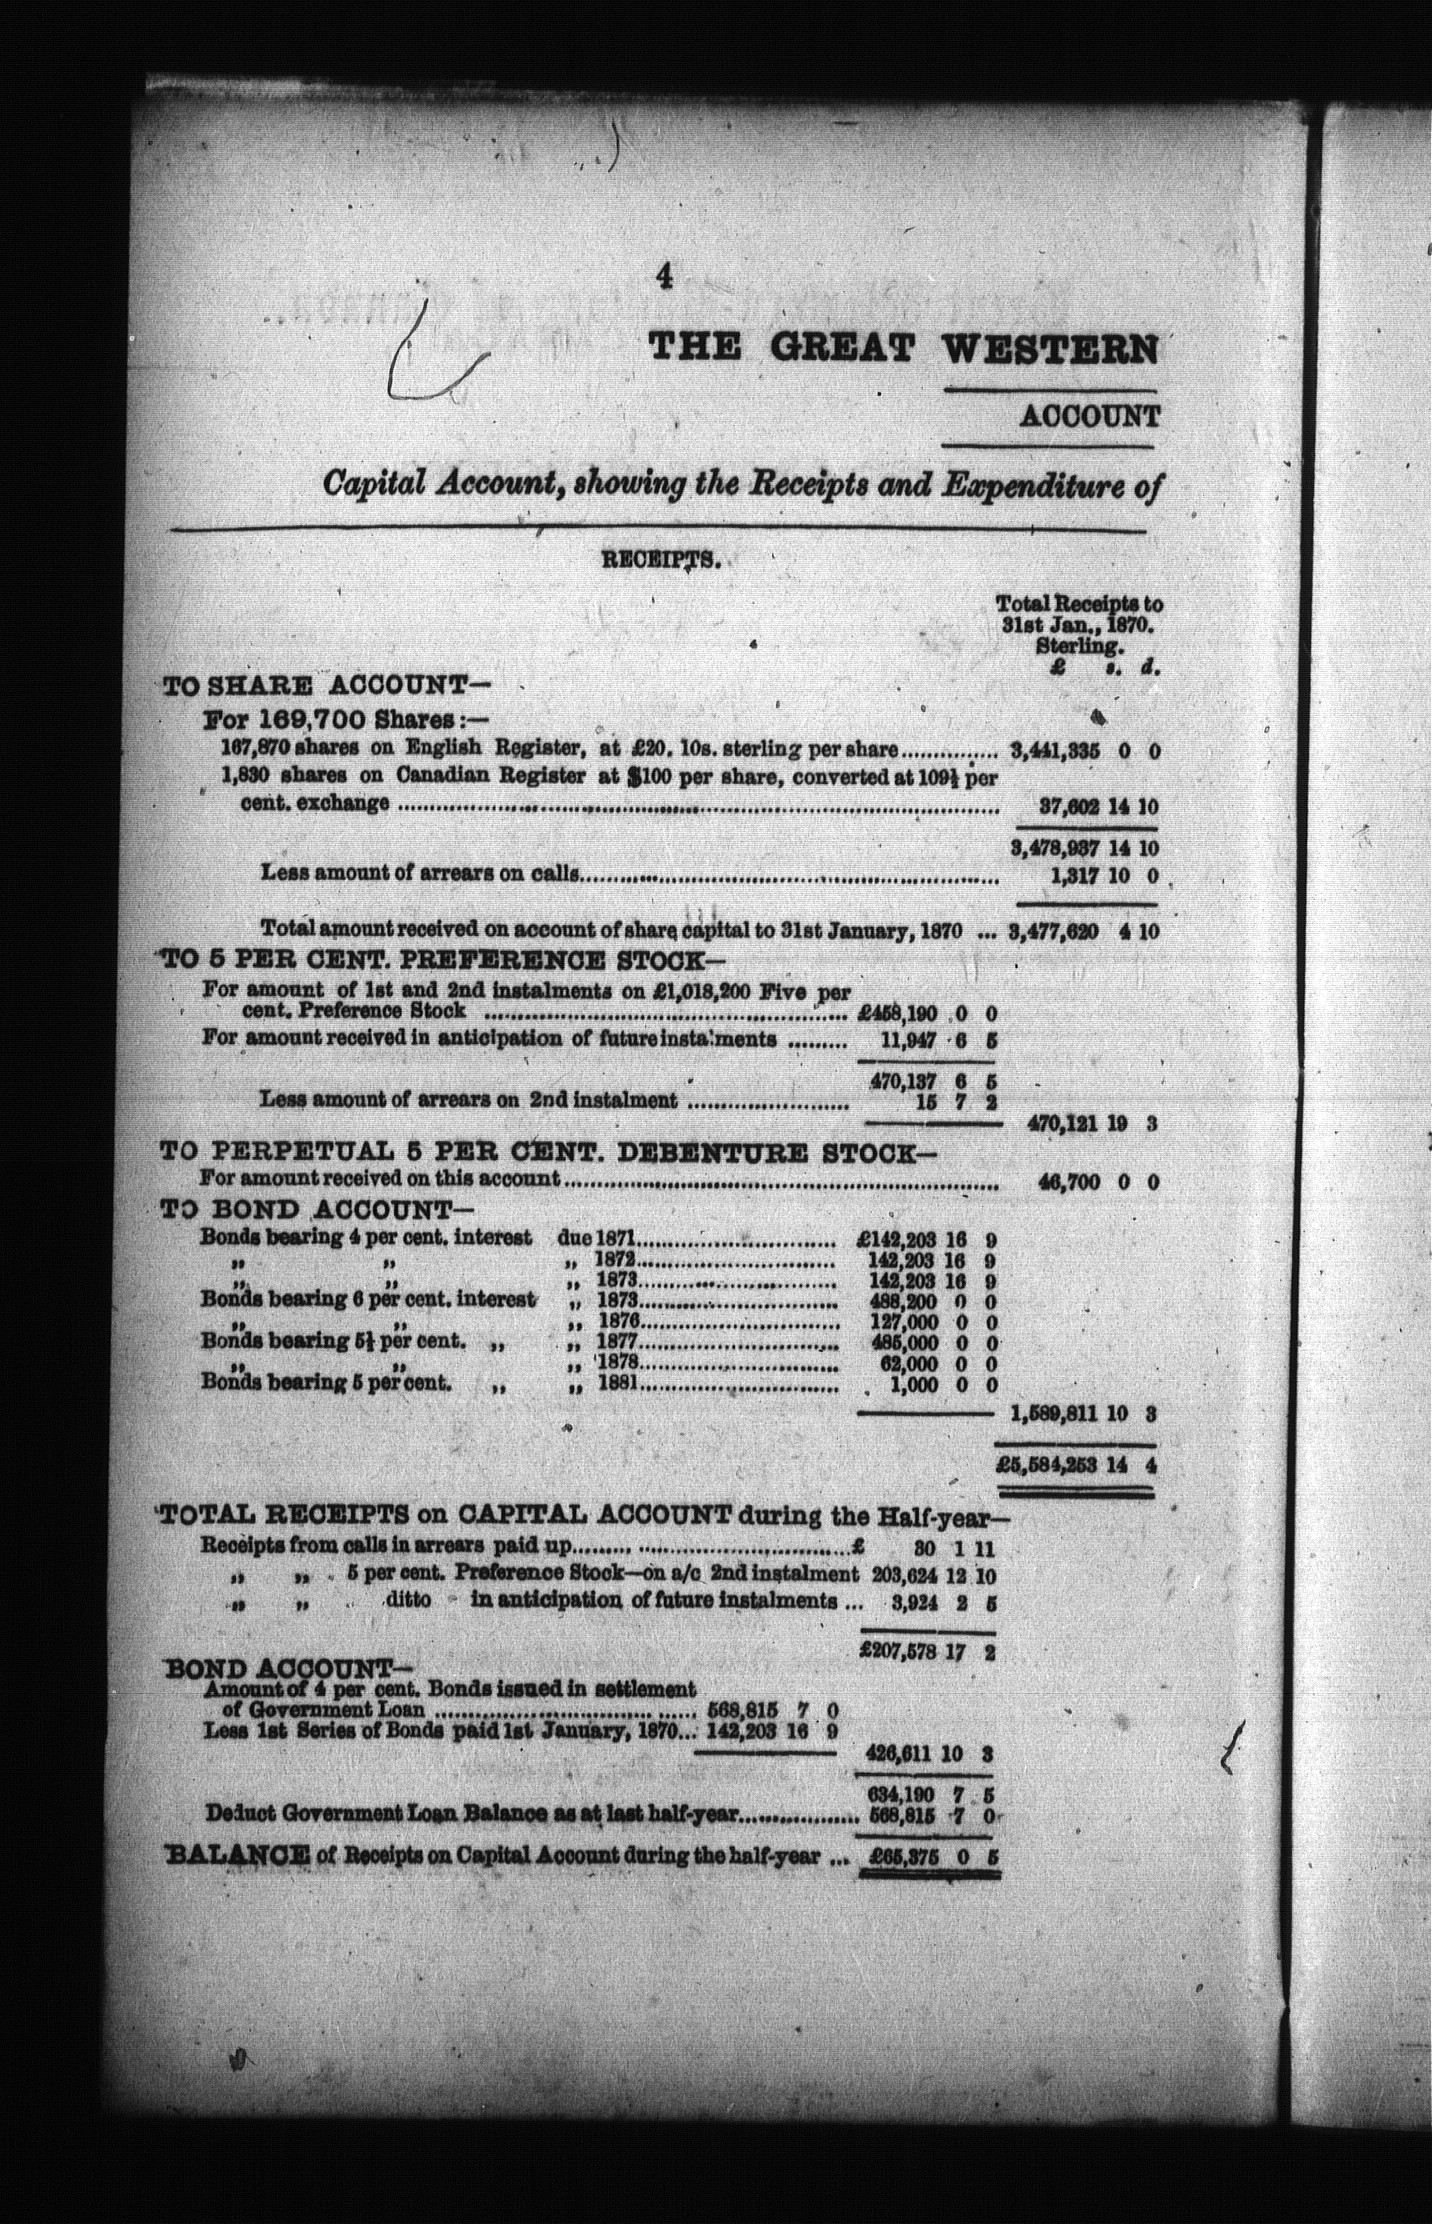 4
THE GREAT WESTERN
ACCOUNT
Capital Account, showing the Receipts and Expenditure of
RECEIPTS.
Total Receipts to
31st Jan., 1870.
Sterling.
£ s. d.
TO SHARE ACCOUNT—
For 169,700 Shares:—
167,870 shares on English Register, at £20. 10s. sterling per share............... 3,441,335 0 0
1,830 shares on Canadian Register at $100 per share, converted at 109½ per
cent. exchange ............... 37,602 14 10
3,478,937 14 10
Less amount of arrears on calls............... 1,317 10 0
Total amount received on account of share capital to 31st January, 1870 ... 3,477,620 4 10
TO 5 PER CENT. PREFERENCE STOCK—
For amount of 1st and 2nd instalments on £1,018,200 Five per
cent. Preference Stock ............... £458,190 0 0
For amount received in anticipation of future instalments ......... 11,947 6 5
470,137 6 5
Less amount of arrears on 2nd instalment ............... 15 7 2
470,121 19 3
TO PERPETUAL 5 PER CENT. DEBENTURE STOCK—
For amount received on this account............... 46,700 0 0
TO BOND ACCOUNT—
Bonds bearing 4 per cent. interest due 1871............... £142,203 16 9
„ „ „ 1872............... 142,203 16 9
„ „ „ 1873............... 142,203 16 9
Bonds bearing 6 per cent. interest „ 1873............... 488,200 0 0
„ „ „ 1876............... 127,000 0 0
Bonds bearing 5½ per cent. „ „ 1877............... 485,000 0 0
„ „ „ 1878............... 62,000 0 0
Bonds bearing 5 per cent. „ „ 1881............... 1,000 0 0
1,589,811 10 3
£5,584,253 14 4
TOTAL RECEIPTS on CAPITAL ACCOUNT during the Half-year—
Receipts from calls in arrears paid up............... £ 30 1 11
„ „ 5 per cent. Preference Stock—on a/c 2nd instalment 203,624 12 10
„ „ ditto - in anticipation of future instalments ... 3,924 2 5
£207,578 17 2
BOND ACCOUNT—
Amount of 4 per cent. Bonds issued in settlement
of Government Loan ............... 568,815 7 0
Less 1st Series of Bonds paid 1st January, 1870... 142,203 16 9
426,611 10 3
634,190 7 5
Deduct Government Loan Balance as at last half-year............... 568,815 7 0
BALANCE of Receipts on Capital Account during the half-year ... £65,375 0 5